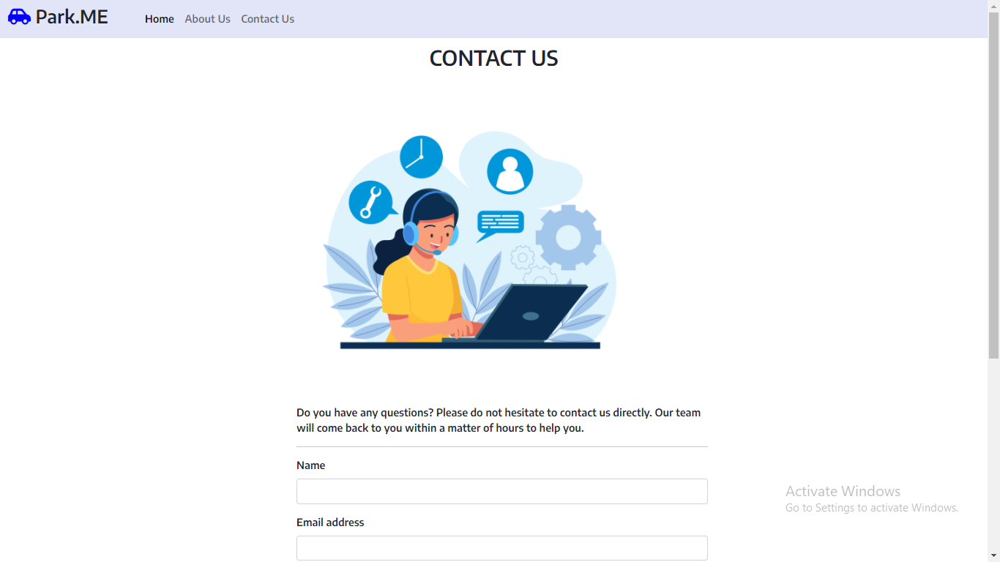 Park.ME Home About Us Contact Us
CONTACT US
Do you have any questions? Please do not hesitate to contact us directly. Our team
will come back to you within a matter of hours to help you.
Name
Email address
Activate Windows
Go to Settings to activate Windows.